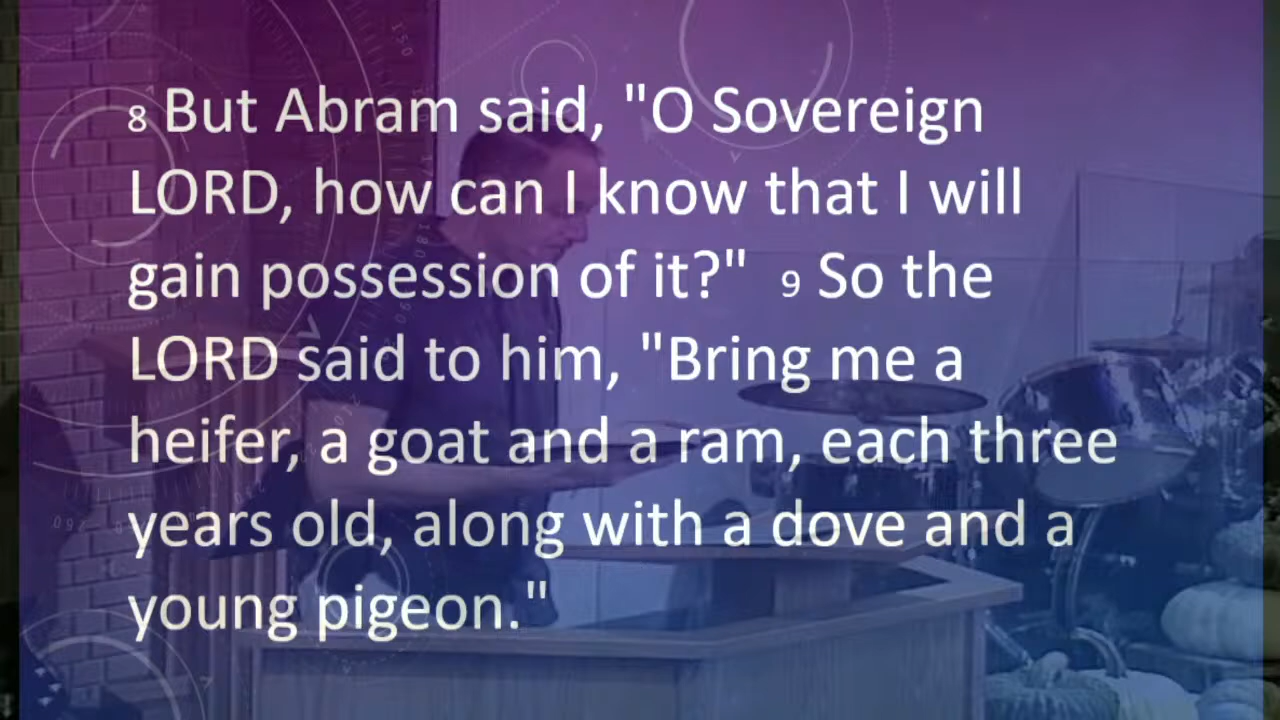 8 But Abram said, "O Sovereign
LORD, how can I know that I will
gain possession of it?" 9 So the
LORD said to him, "Bring me a
heifer, a goat and a ram, each three
years old, along with a dove and a
young pigeon."